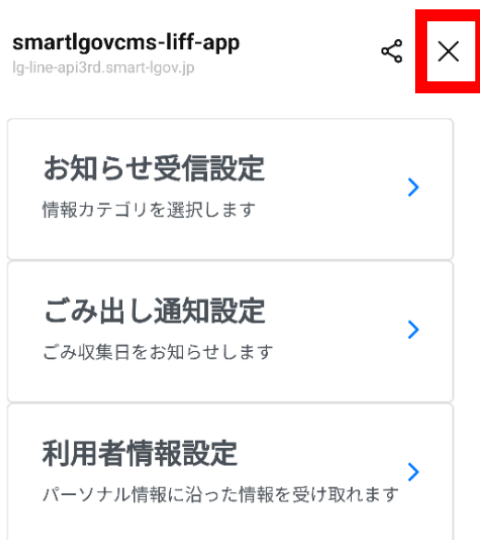 smartlgovcms-liff-app
lg-line-api3rd.smart-lgov.jp
お知らせ受信設定
情報カテゴリを選択します
ごみ出し通知設定
ごみ収集日をお知らせします
利用者情報設定
パーソナル情報に沿った情報を受け取れます